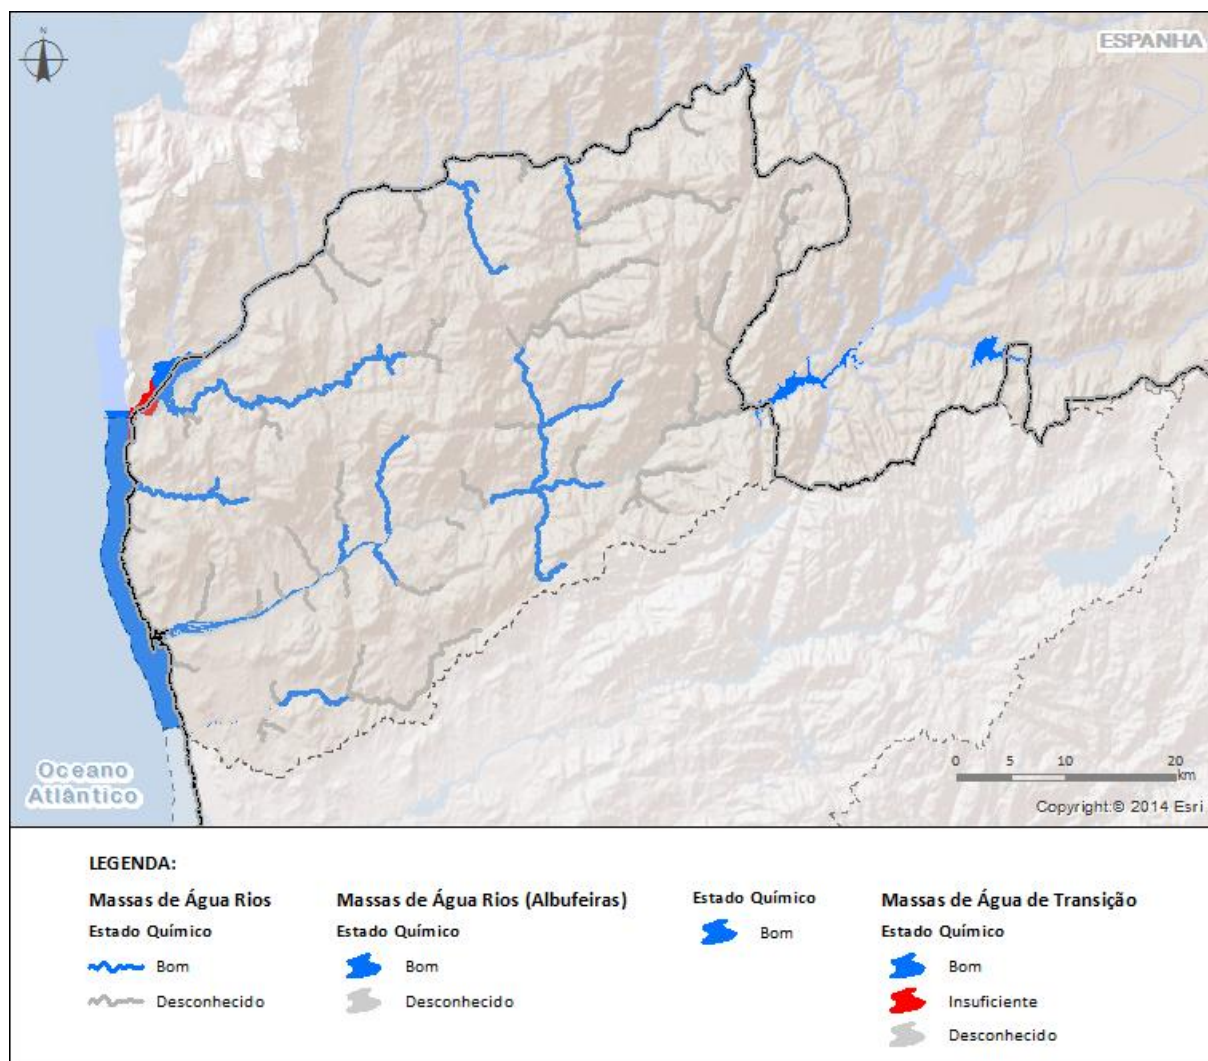 N
ESPANHA
Oceano
Atlântico
0 5 10 20
km
Copyright:© 2014 Esri
LEGENDA:
Massas de Água Rios
Estado Químico
Bom
Desconhecido
Massas de Água Rios (Albufeiras)
Estado Químico
Bom
Desconhecido
Estado Químico
Bom
Massas de Água de Transição
Estado Químico
Bom
Insuficiente
Desconhecido